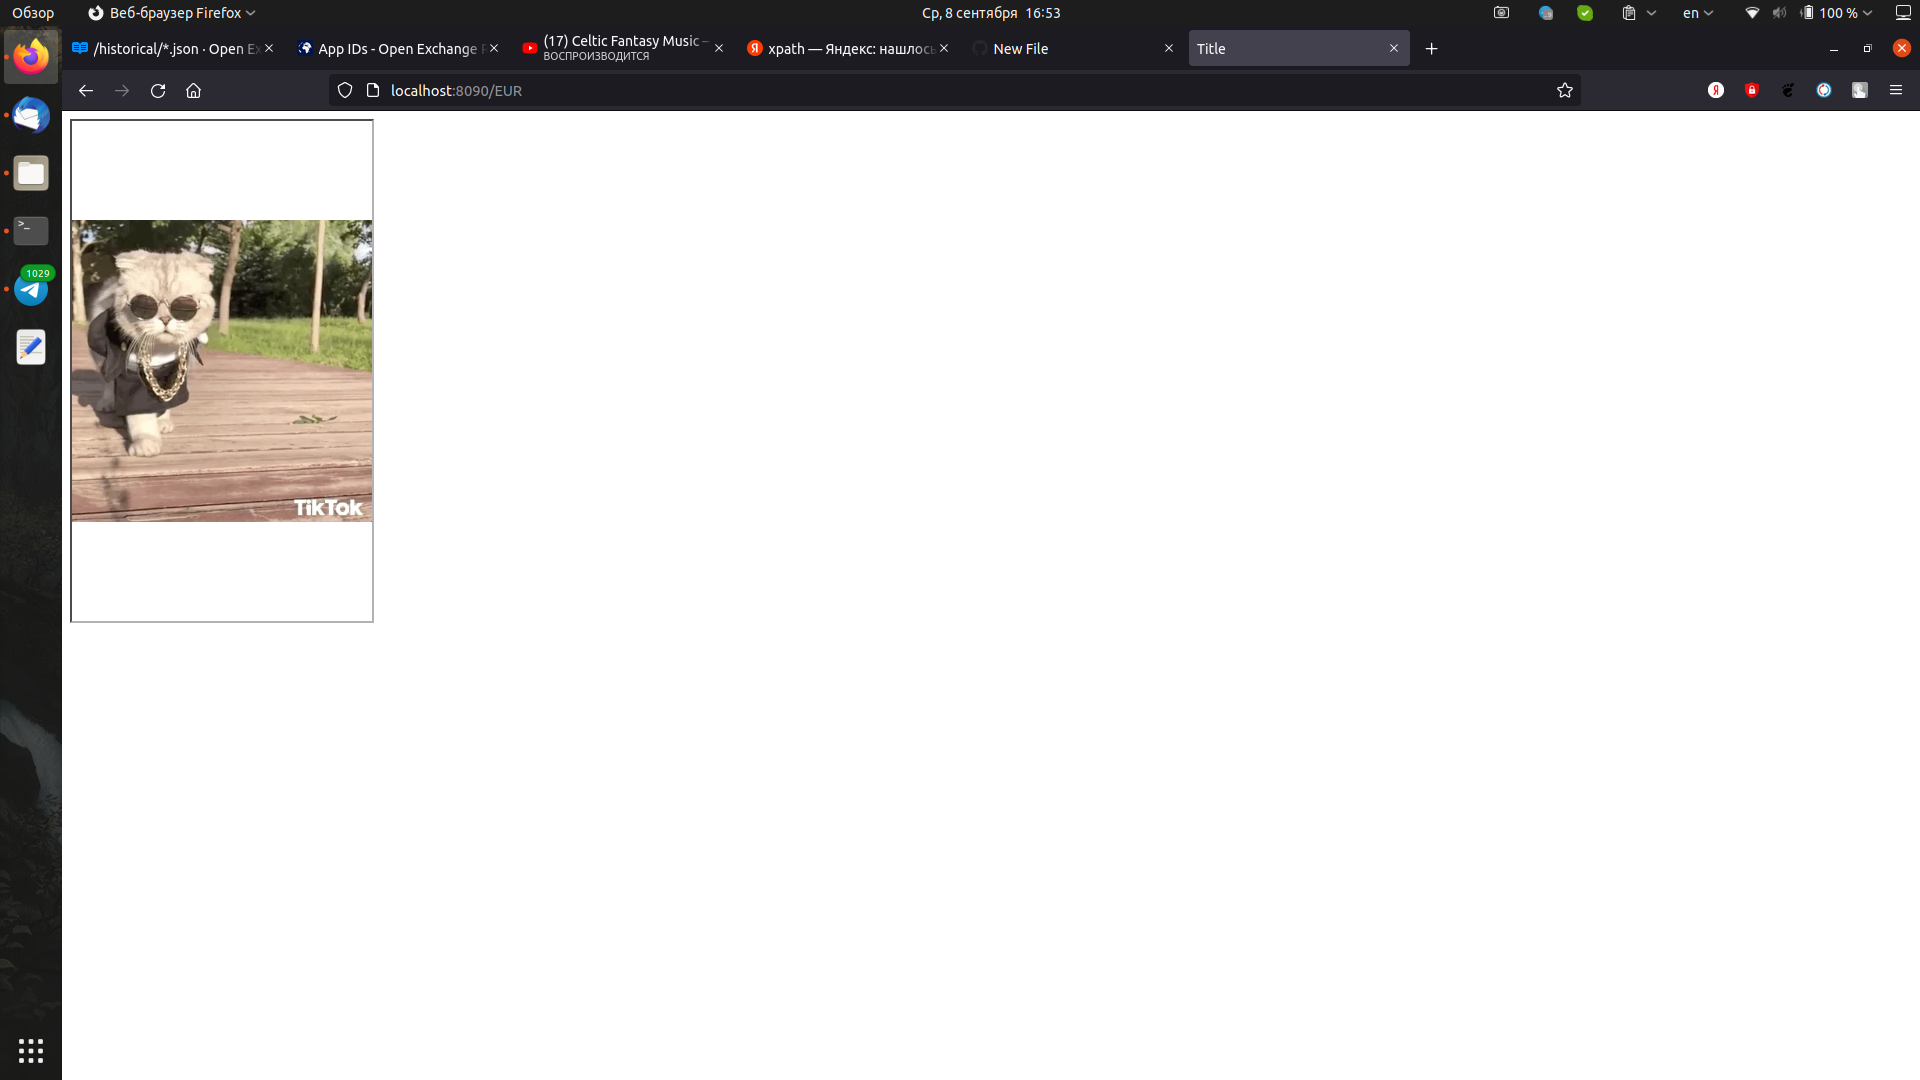 Обзор
Веб-браузер Firefox
Ср, 8 сентября 16:53
en
100 %
/historical/*.json · Open Ex
App IDs - Open Exchange R
(17) Celtic Fantasy Music –
ВОСПРОИЗВОДИТСЯ
xpath — Яндекс: нашлось
New File
Title
localhost:8090/EUR
1029
TikTok